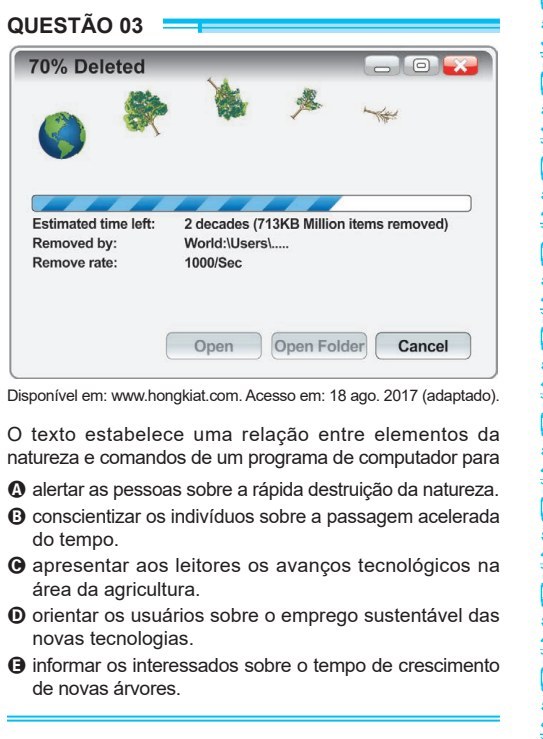 QUESTÃO 03
70% Deleted
Estimated time left: 2 decades (713KB Million items removed)
Removed by: World:\Users\.....
Remove rate: 1000/Sec
Open Open Folder Cancel
Disponível em: www.hongkiat.com. Acesso em: 18 ago. 2017 (adaptado).
O texto estabelece uma relação entre elementos da
natureza e comandos de um programa de computador para
A alertar as pessoas sobre a rápida destruição da natureza.
B conscientizar os indivíduos sobre a passagem acelerada
do tempo.
C apresentar aos leitores os avanços tecnológicos na
área da agricultura.
D orientar os usuários sobre o emprego sustentável das
novas tecnologias.
E informar os interessados sobre o tempo de crescimento
de novas árvores.